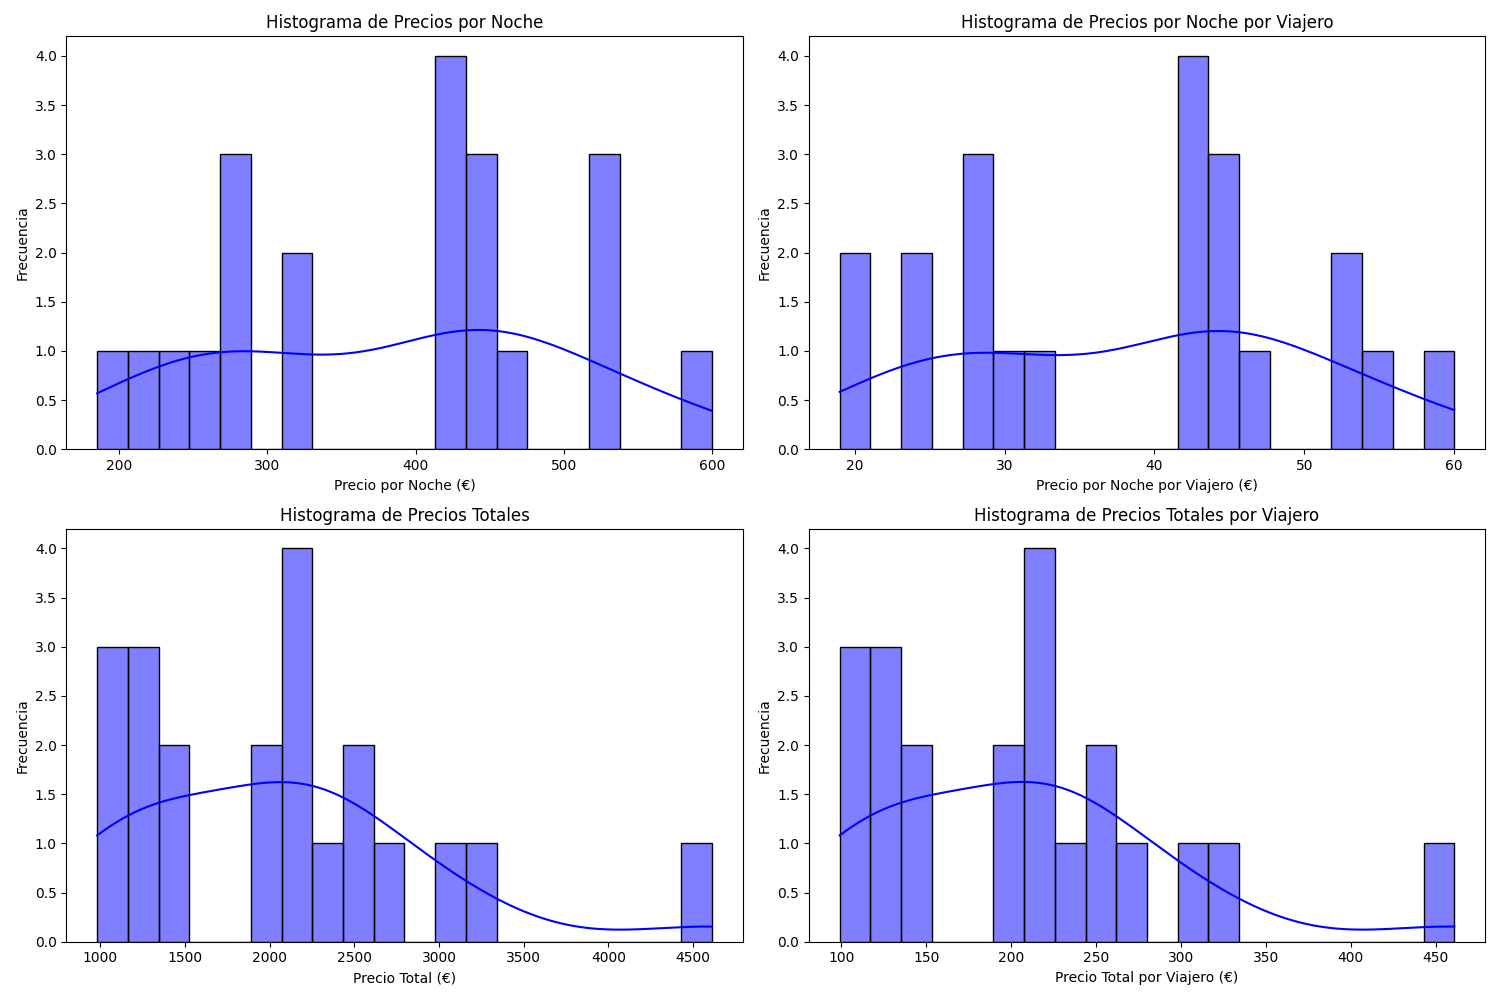 Histograma de Precios por Noche
4.0
3.5
3.0
2.5
2.0
1.5
1.0
0.5
0.0
Frecuencia
200 300 400 500 600
Precio por Noche (€)
Histograma de Precios por Noche por Viajero
4.0
3.5
3.0
2.5
2.0
1.5
1.0
0.5
0.0
Frecuencia
20 30 40 50 60
Precio por Noche por Viajero (€)
Histograma de Precios Totales
4.0
3.5
3.0
2.5
2.0
1.5
1.0
0.5
0.0
Frecuencia
1000 1500 2000 2500 3000 3500 4000 4500
Precio Total (€)
Histograma de Precios Totales por Viajero
4.0
3.5
3.0
2.5
2.0
1.5
1.0
0.5
0.0
Frecuencia
100 150 200 250 300 350 400 450
Precio Total por Viajero (€)